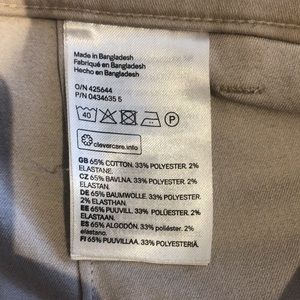 Made in Bangladesh
Fabriqué en Bangladesh
Hecho en Bangladesh
O/N 425644
P/N 0434635 5
40
P
clevercare.info
GB 65% COTTON. 33% POLYESTER. 2%
ELASTANE.
CZ 65% BAVLNA. 33% POLYESTER. 2%
ELASTAN.
DE 65% BAUMWOLLE. 33% POLYESTER.
2% ELASTHAN.
EE 65% PUUVILL. 33% POLÜESTER. 2%
ELASTAAN.
ES 65% ALGODÓN. 33% poliéster. 2%
elastano.
FI 65% PUUVILLAA. 33% POLYESTERIÄ.